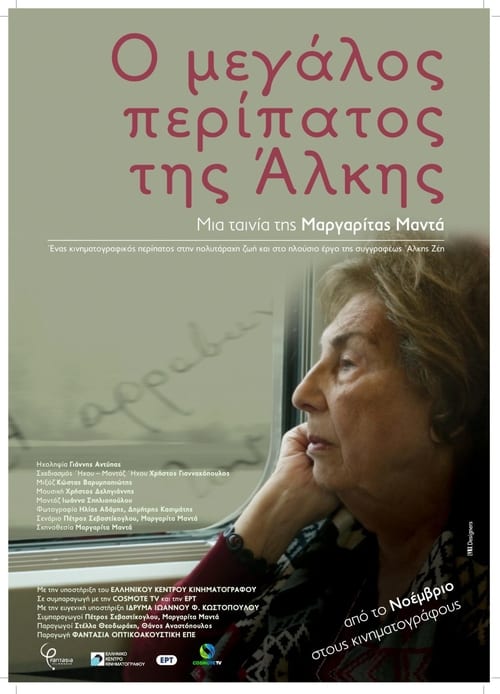 Ο μεγάλος
περίπατος
της Άλκης
Μια ταινία της Μαργαρίτας Μαντά
Ένας κινηματογραφικός περίπατος στην πολυτάραχη ζωή και στο πλούσιο έργο της συγγραφέως Άλκης Ζέη
αρραβων
Ηχοληψία Γιάννης Αντύπας
Σχεδιασμός Ήχου – Μοντάζ Ήχου Χρήστος Γιαννακόπουλος
Μιξάζ Κώστας Βαρυμποπιώτης
Μουσική Χρήστος Δεληγιάννης
Μοντάζ Ιωάννα Σπηλιοπούλου
Φωτογραφία Ηλίας Αδάμης, Δημήτρης Κασιμάτης
Σενάριο Πέτρος Σεβαστίκογλου, Μαργαρίτα Μαντά
Σκηνοθεσία Μαργαρίτα Μαντά
Με την υποστήριξη του ΕΛΛΗΝΙΚΟΥ ΚΕΝΤΡΟΥ ΚΙΝΗΜΑΤΟΓΡΑΦΟΥ
Σε συμπαραγωγή με την COSMOTE TV και την ΕΡΤ
Με την ευγενική υποστήριξη ΙΔΡΥΜΑ ΙΩΑΝΝΟΥ Φ. ΚΩΣΤΟΠΟΥΛΟΥ
Συμπαραγωγοί Πέτρος Σεβαστίκογλου, Μαργαρίτα Μαντά
Παραγωγοί Στέλλα Θεοδωράκη, Θάνος Αναστόπουλος
Παραγωγή ΦΑΝΤΑΣΙΑ ΟΠΤΙΚΟΑΚΟΥΣΤΙΚΗ ΕΠΕ
από το Νοέμβριο
στους κινηματογράφους
Fantasia
ΕΛΛΗΝΙΚΟ
ΚΕΝΤΡΟ
ΚΙΝΗΜΑΤΟΓΡΑΦΟΥ
ΕΡΤ
COSMOTE TV
Designers